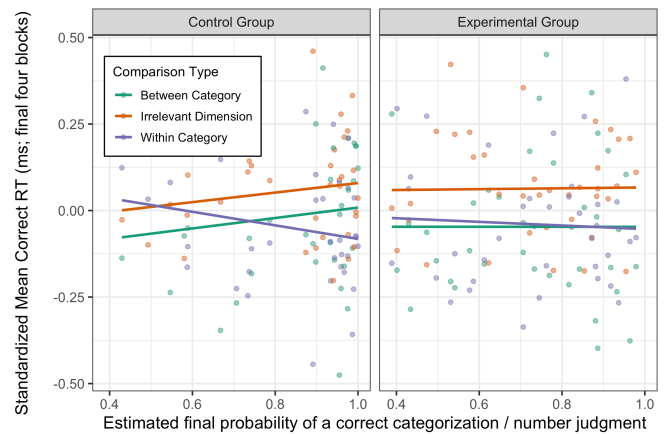 Control Group
Experimental Group
Standardized Mean Correct RT (ms; final four blocks)
0.50
0.25
0.00
-0.25
-0.50
Comparison Type
Between Category
Irrelevant Dimension
Within Category
0.4 0.6 0.8 1.0
0.4 0.6 0.8 1.0
Estimated final probability of a correct categorization / number judgment